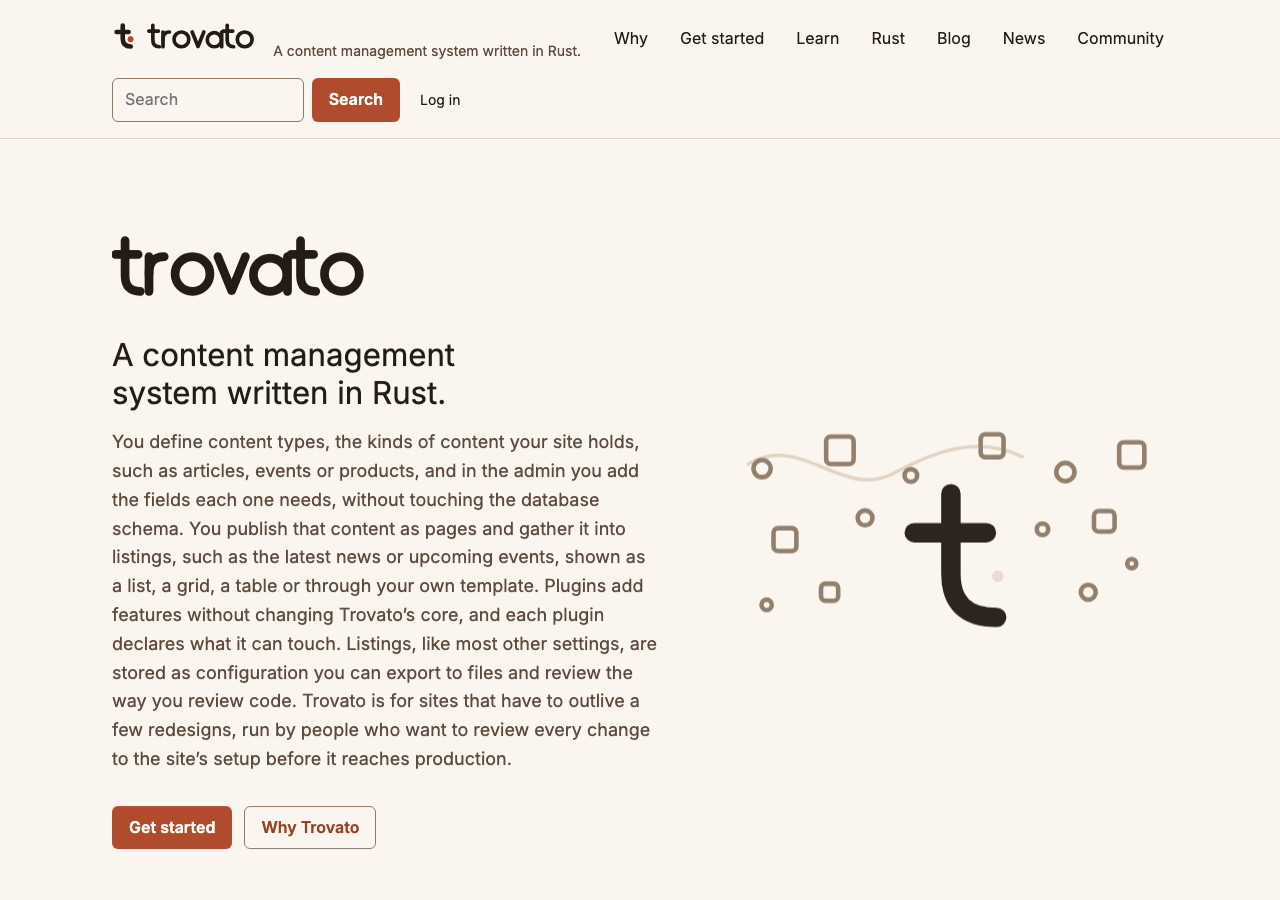 t trovato
A content management system written in Rust.
Why
Get started
Learn
Rust
Blog
News
Community
Search
Search
Log in
trovato
A content management
system written in Rust.
You define content types, the kinds of content your site holds,
such as articles, events or products, and in the admin you add
the fields each one needs, without touching the database
schema. You publish that content as pages and gather it into
listings, such as the latest news or upcoming events, shown as
a list, a grid, a table or through your own template. Plugins add
features without changing Trovato’s core, and each plugin
declares what it can touch. Listings, like most other settings, are
stored as configuration you can export to files and review the
way you review code. Trovato is for sites that have to outlive a
few redesigns, run by people who want to review every change
to the site’s setup before it reaches production.
t
Get started
Why Trovato